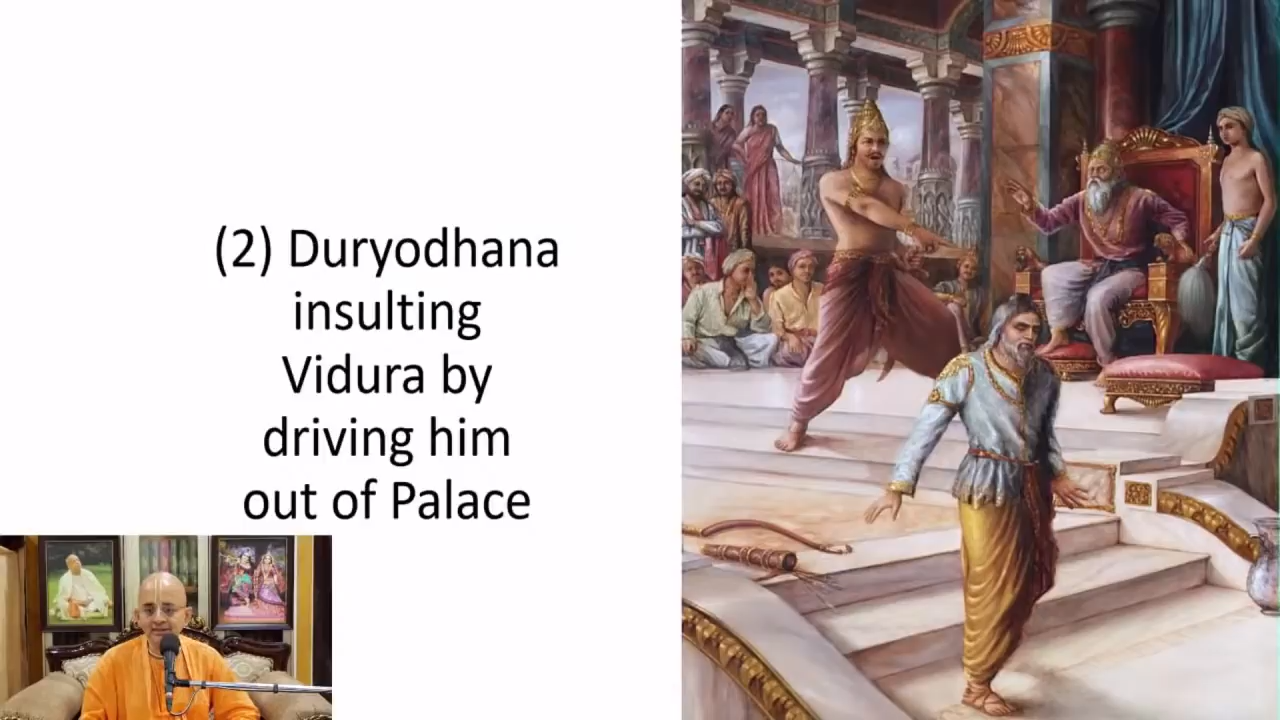 (2) Duryodhana
insulting
Vidura by
driving him
out of Palace